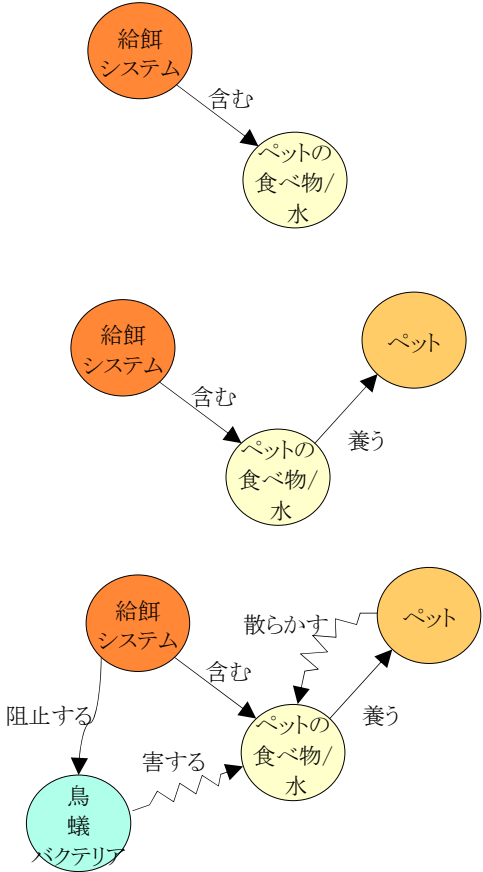 給餌
システム
含む
ペットの
食べ物/
水
給餌
システム
ペット
含む
養う
ペットの
食べ物/
水
給餌
システム
ペット
散らかす
含む
阻止する
養う
ペットの
食べ物/
水
害する
鳥
蟻
バクテリア